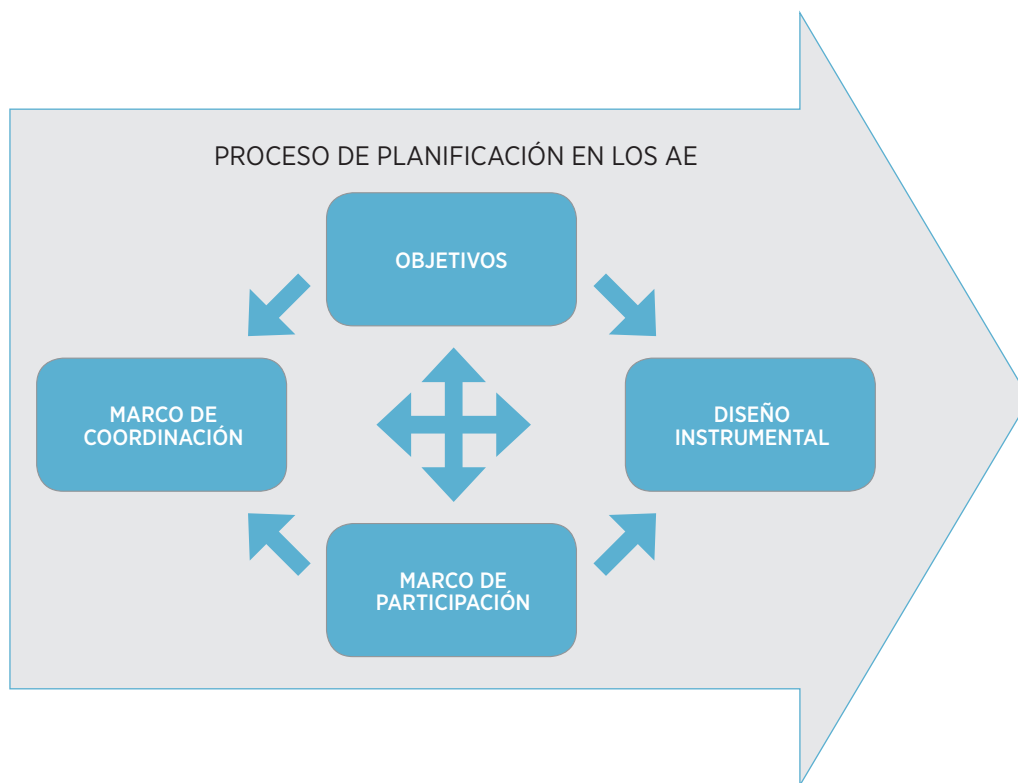 PROCESO DE PLANIFICACIÓN EN LOS AE
OBJETIVOS
MARCO DE
COORDINACIÓN
DISEÑO
INSTRUMENTAL
MARCO DE
PARTICIPACIÓN